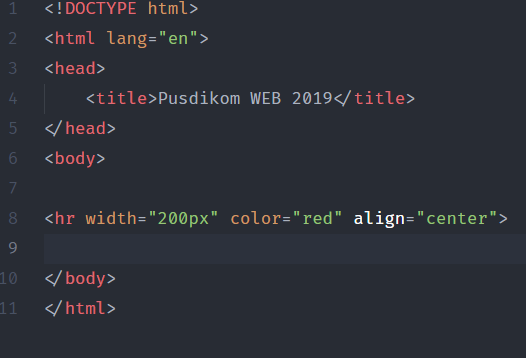 1 <!DOCTYPE html>
2 <html lang="en">
3 <head>
4     <title>Pusdikom WEB 2019</title>
5 </head>
6 <body>
7
8 <hr width="200px" color="red" align="center">
9
10 </body>
11 </html>